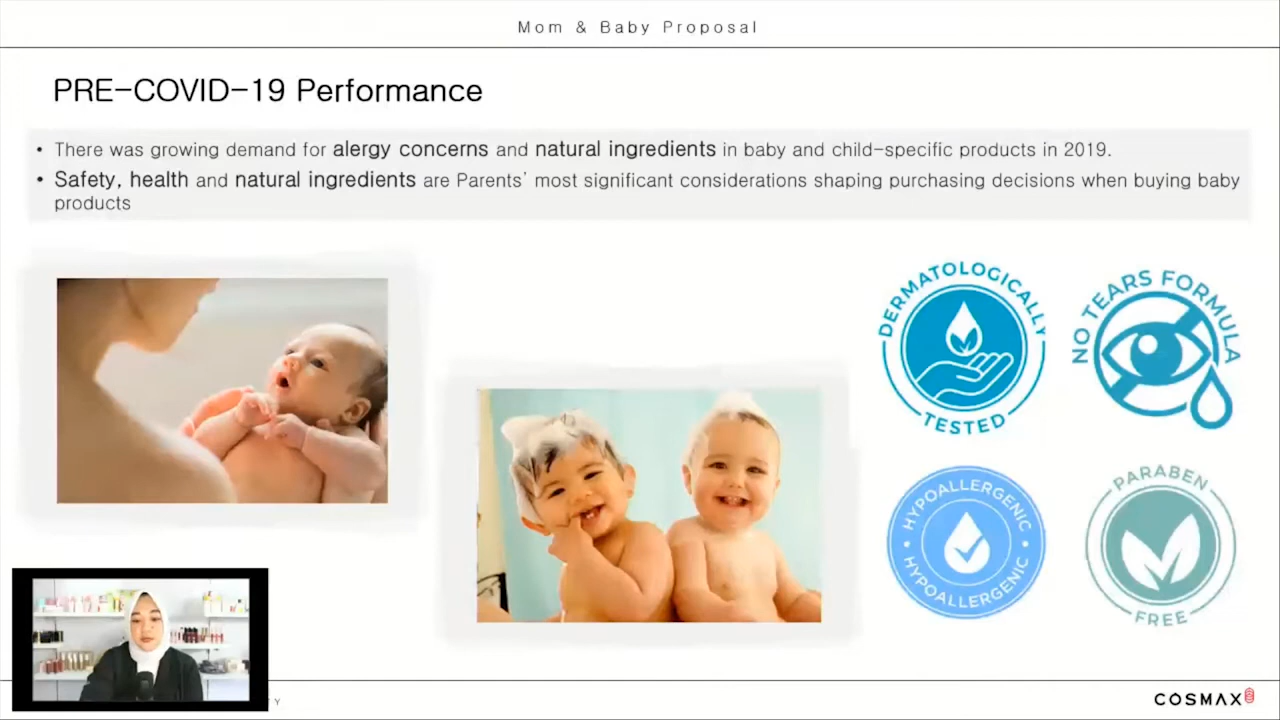 Mom & Baby Proposal
PRE-COVID-19 Performance
• There was growing demand for alergy concerns and natural ingredients in baby and child-specific products in 2019.
• Safety, health and natural ingredients are Parents' most significant considerations shaping purchasing decisions when buying baby
products
DERMATOLOGICALLY
TESTED
NO TEARS FORMULA
HYPOALLERGENIC
HYPOALLERGENIC
PARABEN
FREE
Y
COSMAX